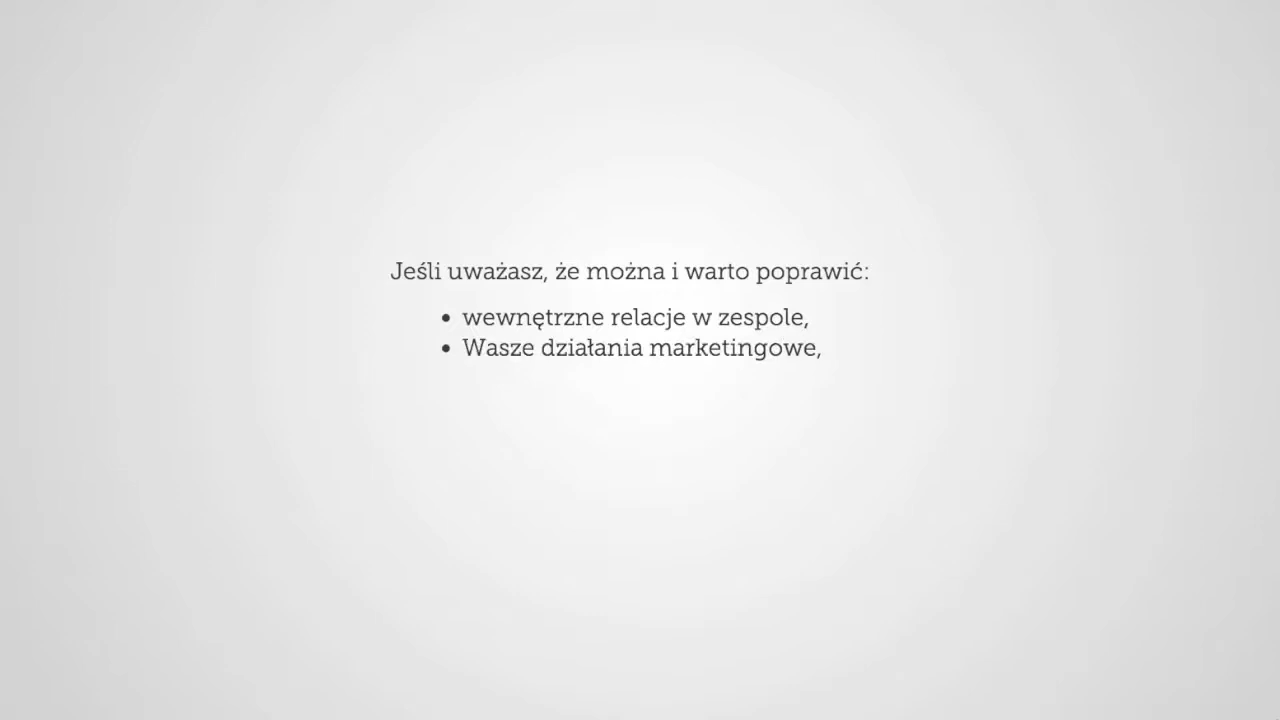 Jeśli uważasz, że można i warto poprawić:
• wewnętrzne relacje w zespole,
• Wasze działania marketingowe,